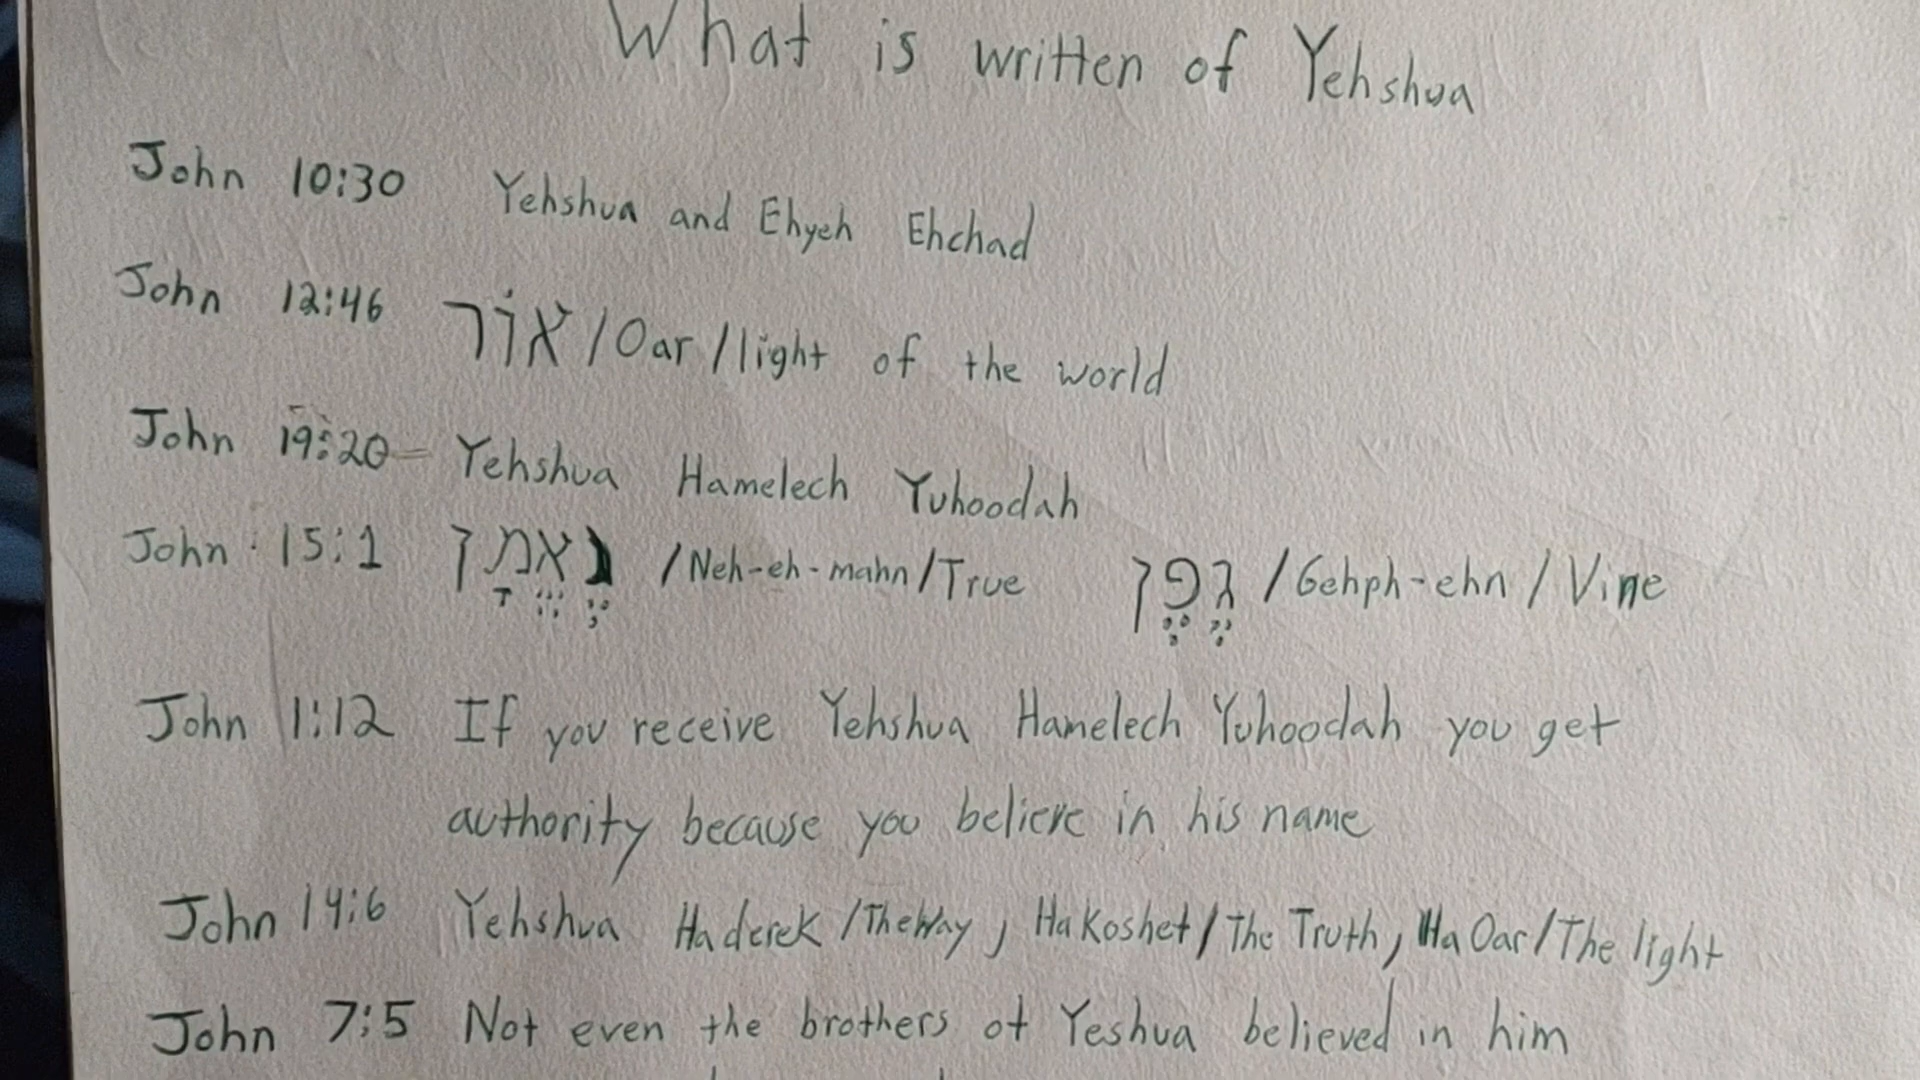 What is written of Yehshua
John 10:30 Yehshua and Ehyeh Ehchad
John 12:46 אוֹר / Oar / light of the world
John 19:20 Yehshua Hamelech Yuhoodah
John 15:1 נֶאֱמָן / Neh-eh-mahn / True גֶפֶן / Gehph-ehn / Vine
John 1:12 If you receive Yehshua Hamelech Yuhoodah you get
authority because you believe in his name
John 14:6 Yehshua Haderek / The Way, Ha Koshet / The Truth, Ha Oar / The light
John 7:5 Not even the brothers of Yeshua believed in him